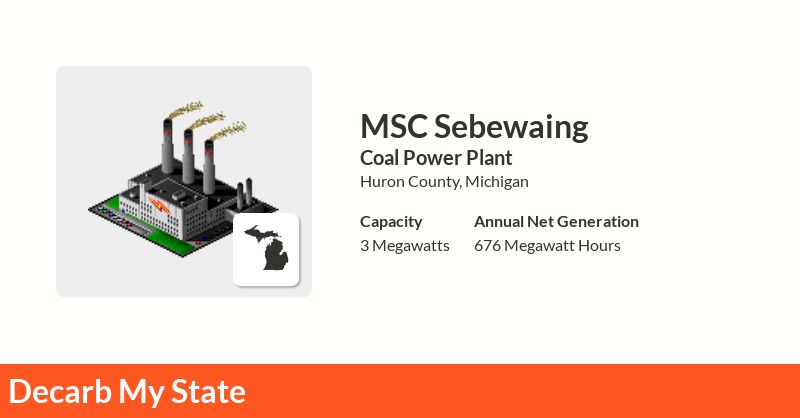 MSC Sebewaing
Coal Power Plant
Huron County, Michigan
Capacity Annual Net Generation
3 Megawatts 676 Megawatt Hours
Decarb My State